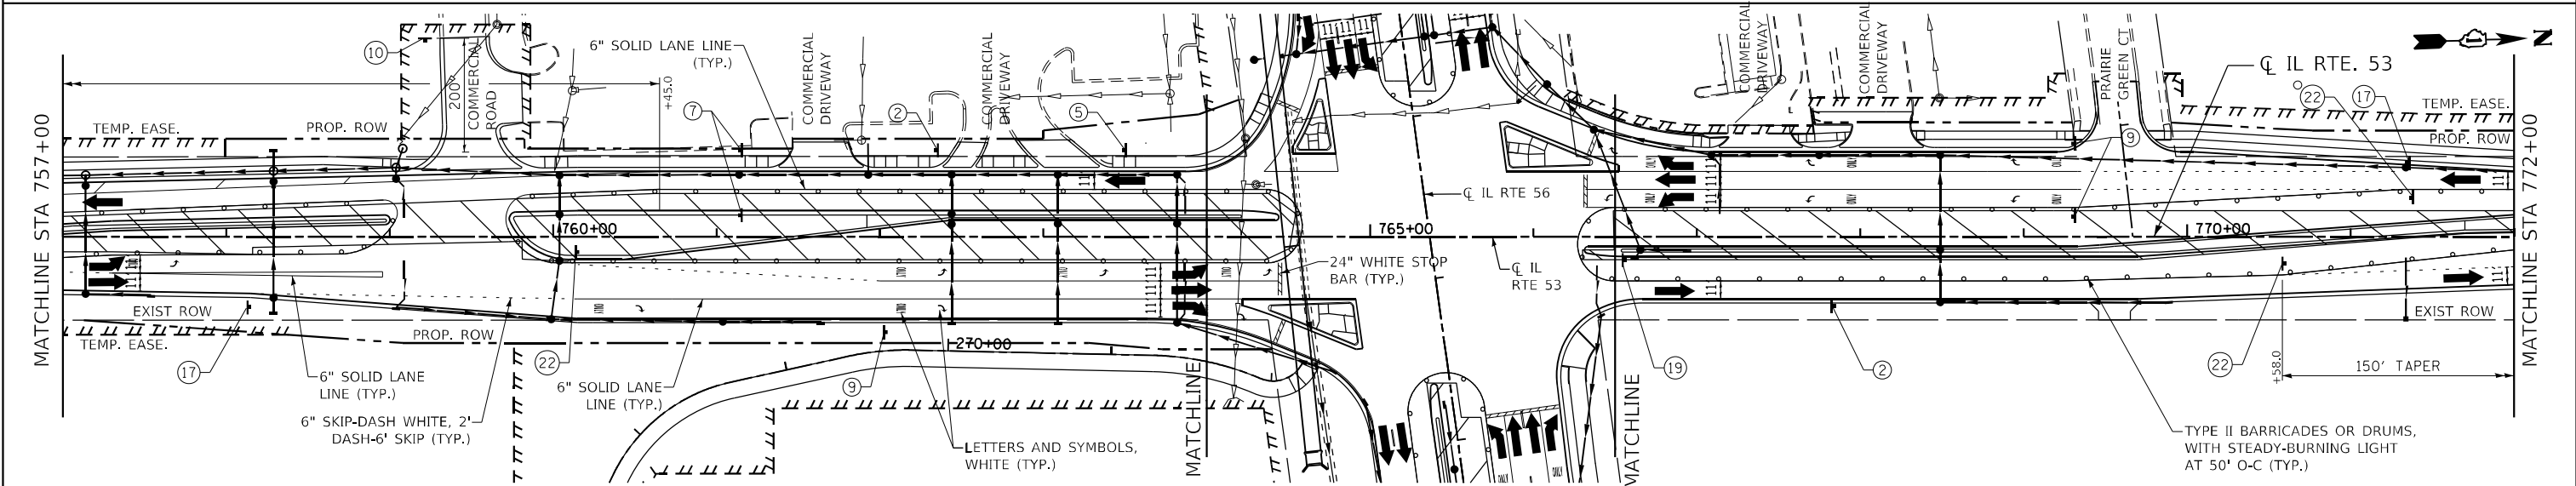 MATCHLINE STA 757+00
TEMP. EASE.
PROP. ROW
10
200'
COMMERCIAL
ROAD
6" SOLID LANE LINE
(TYP.)
+45.0
7
COMMERCIAL
DRIVEWAY
2
COMMERCIAL
DRIVEWAY
5
760+00
EXIST ROW
TEMP. EASE.
PROP. ROW
17
6" SOLID LANE
LINE (TYP.)
6" SKIP-DASH WHITE, 2'
DASH-6' SKIP (TYP.)
22
6" SOLID LANE
LINE (TYP.)
9
270+00
LETTERS AND SYMBOLS,
WHITE (TYP.)
MATCHLINE
24" WHITE STOP
BAR (TYP.)
℄ IL RTE 56
765+00
℄ IL
RTE 53
ONLY
ONLY
ONLY
ONLY
ONLY
ONLY
COMMERCIAL
DRIVEWAY
COMMERCIAL
DRIVEWAY
PRAIRIE
GREEN CT
9
℄ IL RTE. 53
22
17
N
TEMP. EASE.
PROP. ROW
770+00
MATCHLINE
19
2
22
+58.0
150' TAPER
EXIST ROW
TYPE II BARRICADES OR DRUMS,
WITH STEADY-BURNING LIGHT
AT 50' O-C (TYP.)
MATCHLINE STA 772+00